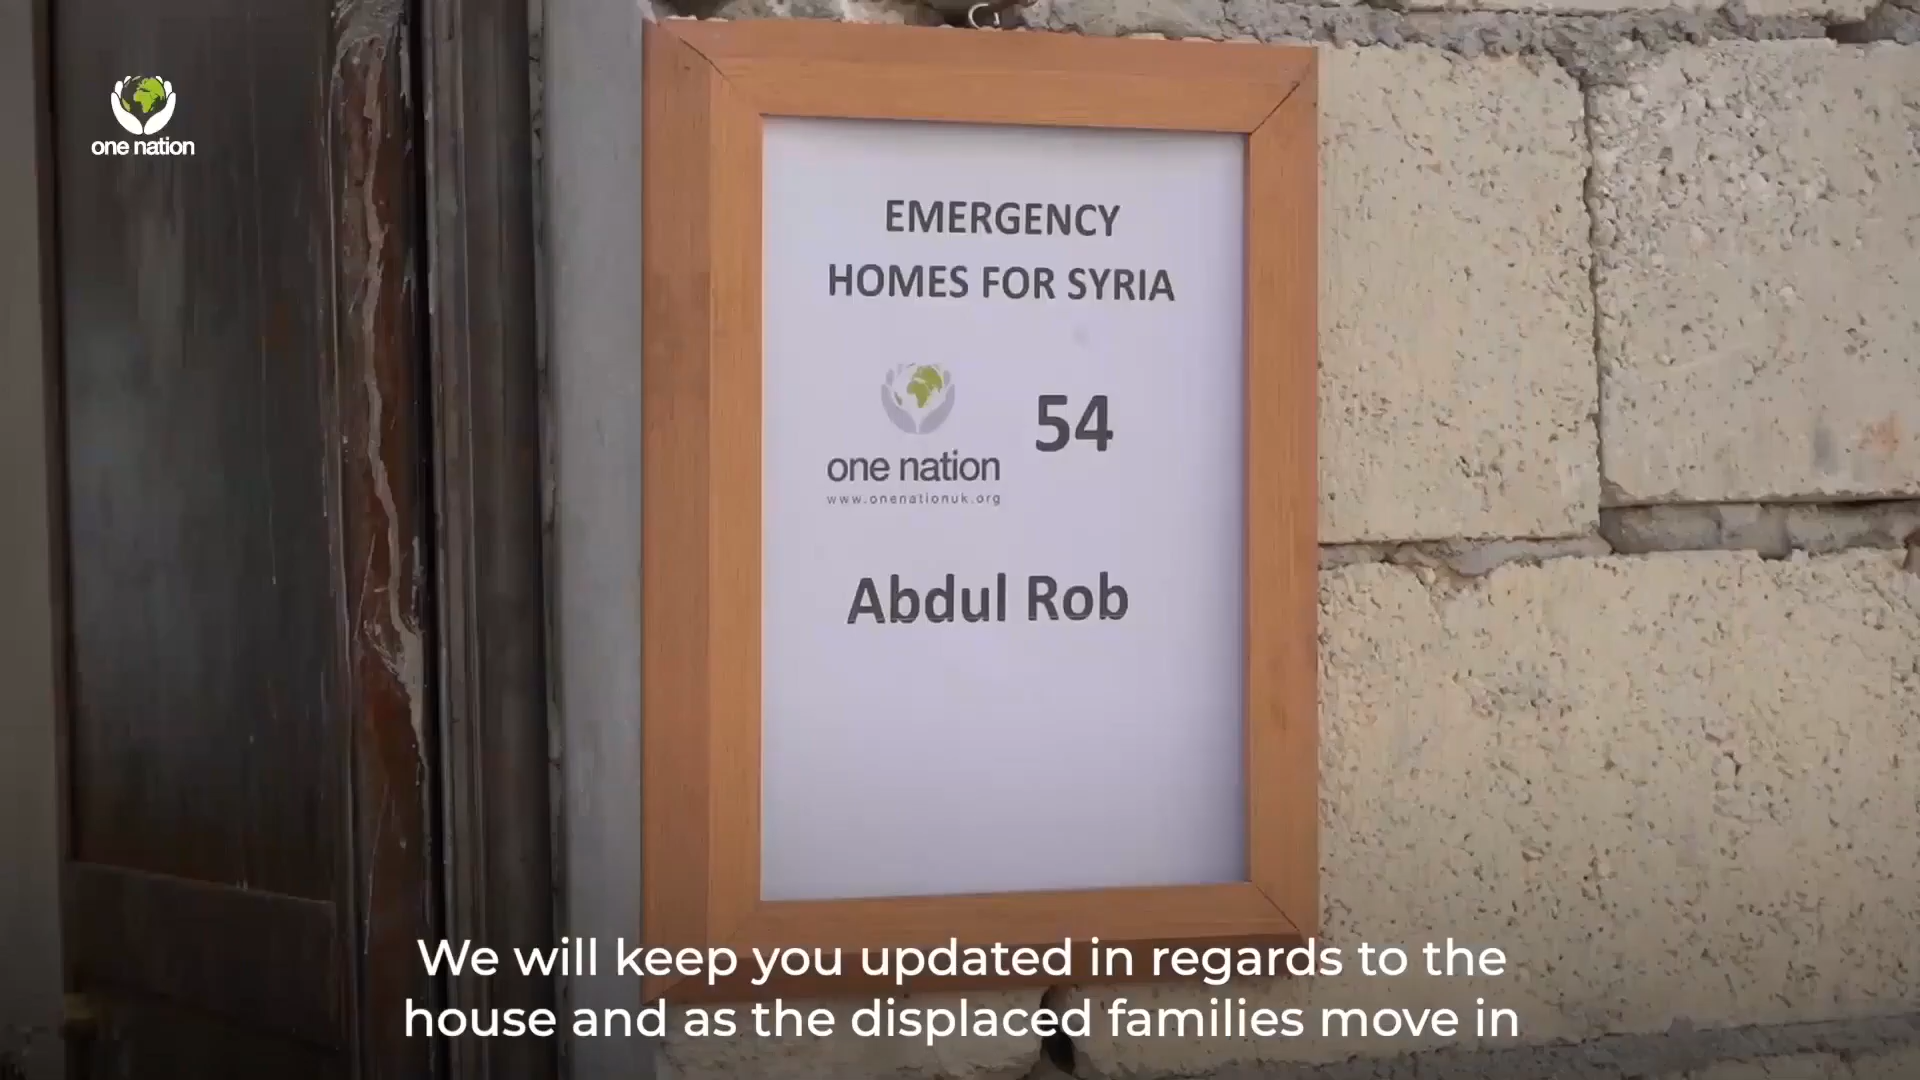 one nation
EMERGENCY
HOMES FOR SYRIA
54
one nation
www.onenationuk.org
Abdul Rob
We will keep you updated in regards to the
house and as the displaced families move in